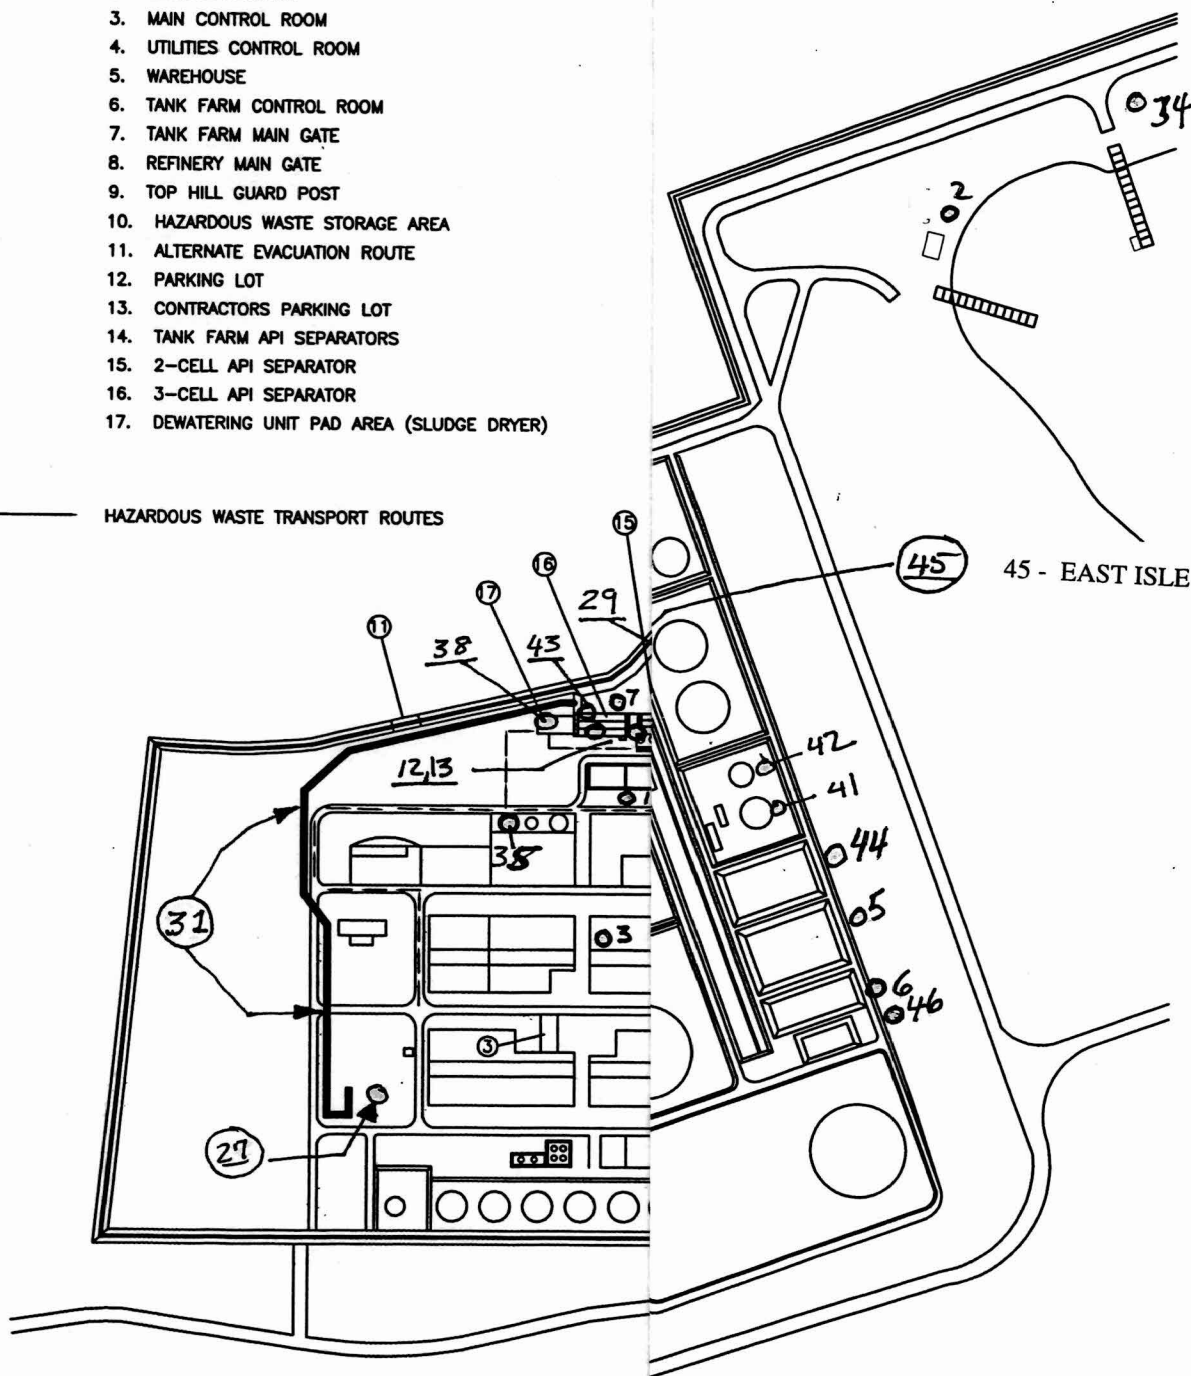 3. MAIN CONTROL ROOM
4. UTILITIES CONTROL ROOM
5. WAREHOUSE
6. TANK FARM CONTROL ROOM
7. TANK FARM MAIN GATE
8. REFINERY MAIN GATE
9. TOP HILL GUARD POST
10. HAZARDOUS WASTE STORAGE AREA
11. ALTERNATE EVACUATION ROUTE
12. PARKING LOT
13. CONTRACTORS PARKING LOT
14. TANK FARM API SEPARATORS
15. 2-CELL API SEPARATOR
16. 3-CELL API SEPARATOR
17. DEWATERING UNIT PAD AREA (SLUDGE DRYER)
HAZARDOUS WASTE TRANSPORT ROUTES
34
2
15
16
45
45 - EAST ISLE
17
29
11
38
43
7
42
12,13
41
1
44
31
5
3
6
46
3
27